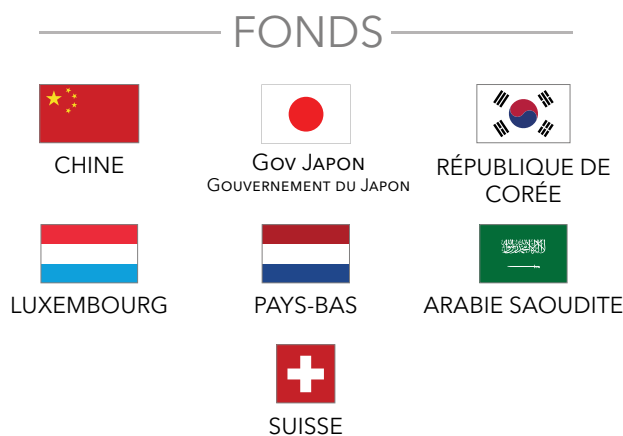 FONDS
CHINE
Gov Japon
Gouvernement du Japon
RÉPUBLIQUE DE
CORÉE
LUXEMBOURG
PAYS-BAS
ARABIE SAOUDITE
SUISSE